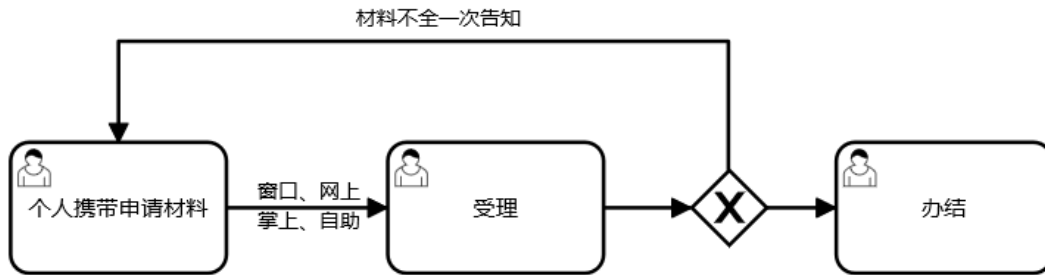 材料不全一次告知
个人携带申请材料
窗口、网上
掌上、自助
受理
办结